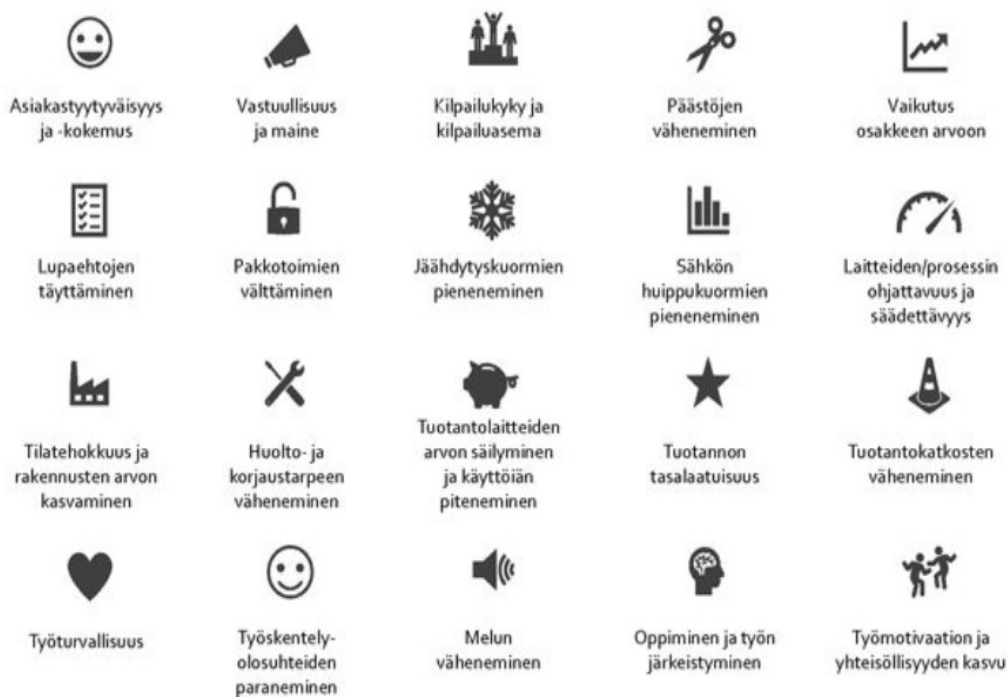 Asiakastyytyväisyys
ja -kokemus
Vastuullisuus
ja maine
Kilpailukyky ja
kilpailuasema
Päästöjen
väheneminen
Vaikutus
osakkeen arvoon
Lupaehtojen
täyttäminen
Pakkotoimien
välttäminen
Jäähdytyskuormien
pieneneminen
Sähkön
huippukuormien
pieneneminen
Laitteiden/prosessin
ohjattavuus ja
säädettävyys
Tilatehokkuus ja
rakennusten arvon
kasvaminen
Huolto- ja
korjaustarpeen
väheneminen
Tuotantolaitteiden
arvon säilyminen
ja käyttöiän
piteneminen
Tuotannon
tasalaatuisuus
Tuotantokatkosten
väheneminen
Työturvallisuus
Työskentely-
olosuhteiden
paraneminen
Melun
väheneminen
Oppiminen ja työn
järkeistyminen
Työmotivaation ja
yhteisöllisyyden kasvu